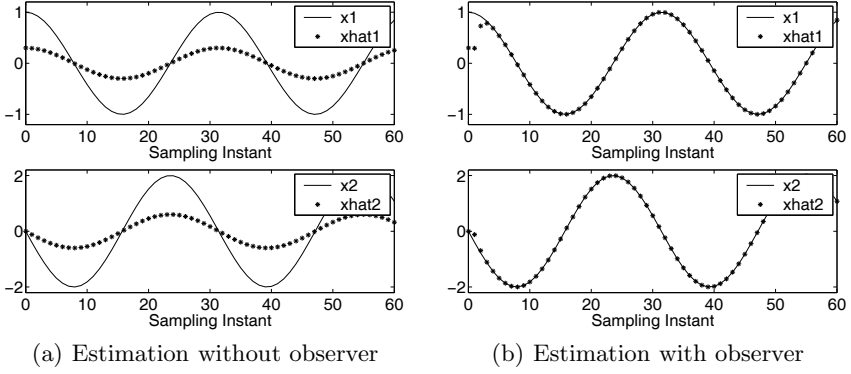 1
0
−1
0 10 20 30 40 50 60
Sampling Instant
x1
xhat1
2
0
−2
0 10 20 30 40 50 60
Sampling Instant
x2
xhat2
(a) Estimation without observer
1
0
−1
0 10 20 30 40 50 60
Sampling Instant
x1
xhat1
2
0
−2
0 10 20 30 40 50 60
Sampling Instant
x2
xhat2
(b) Estimation with observer